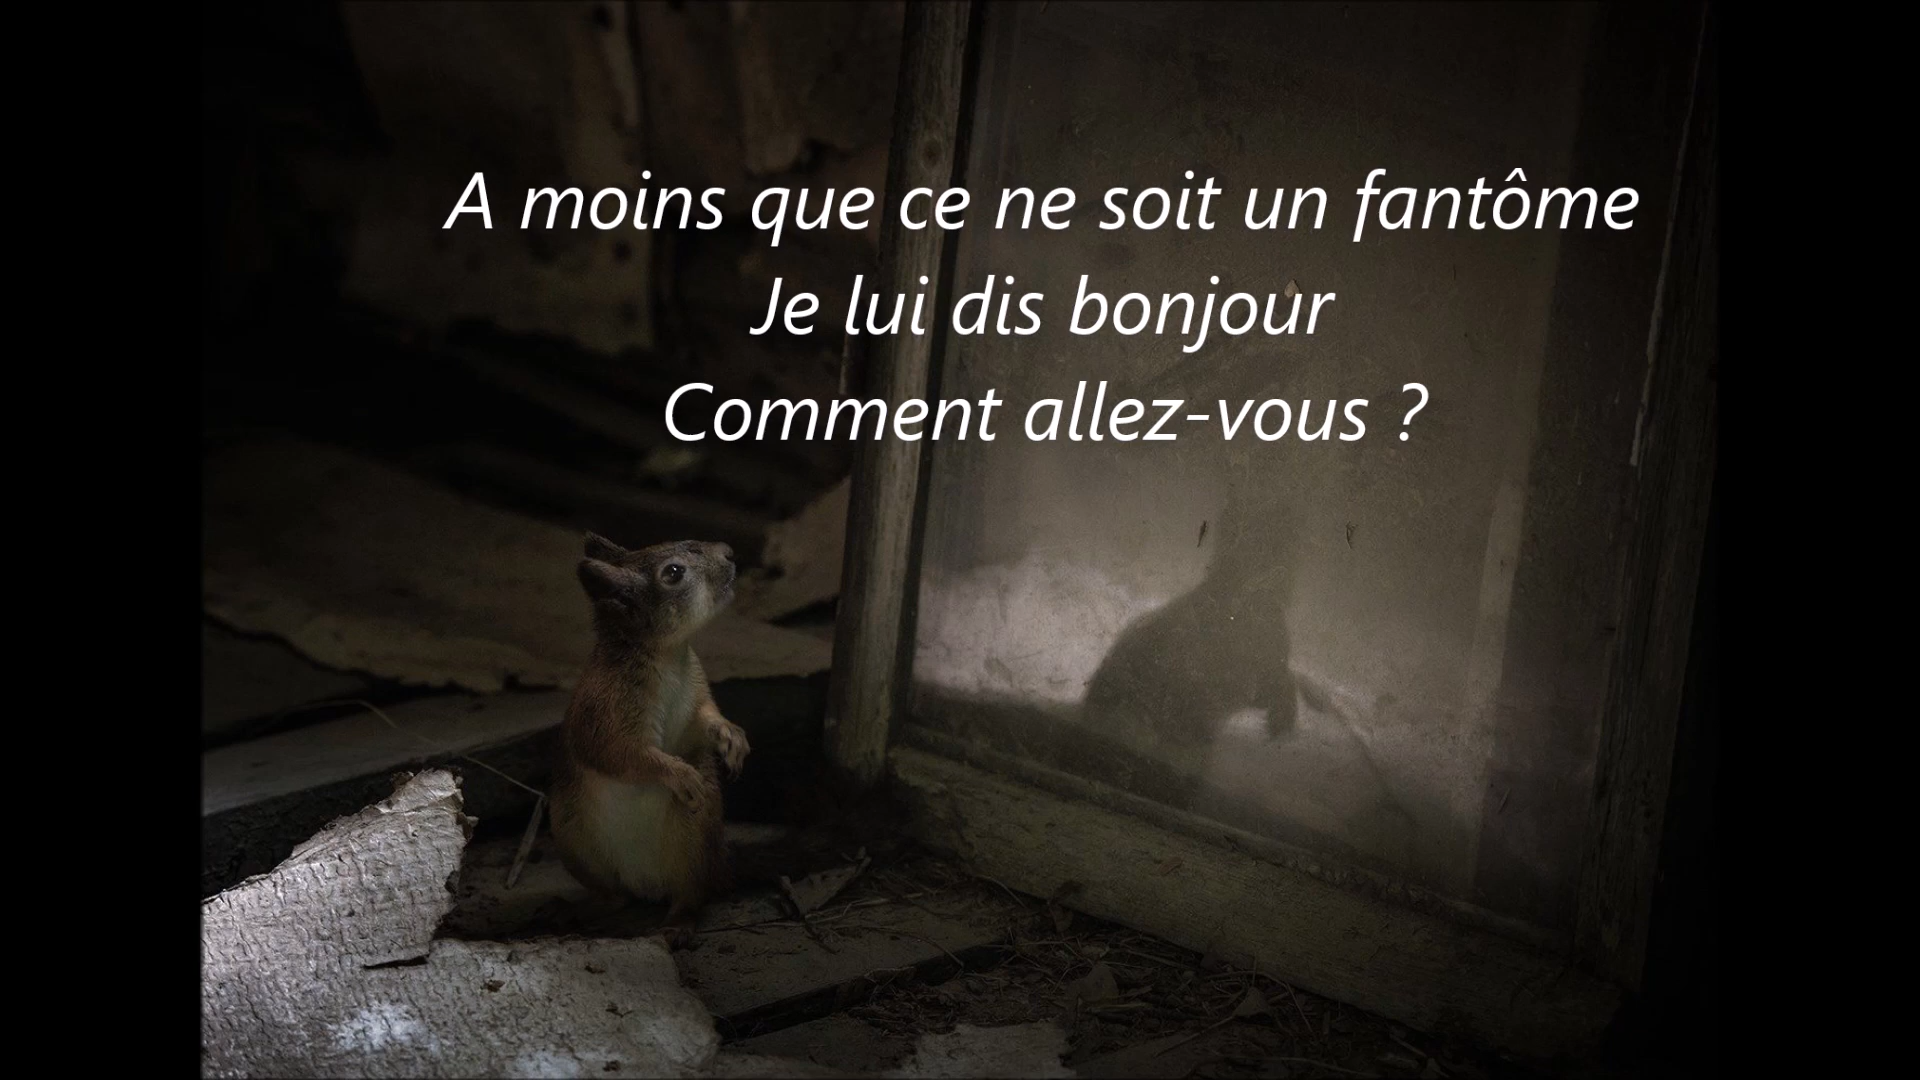 A moins que ce ne soit un fantôme
Je lui dis bonjour
Comment allez-vous ?